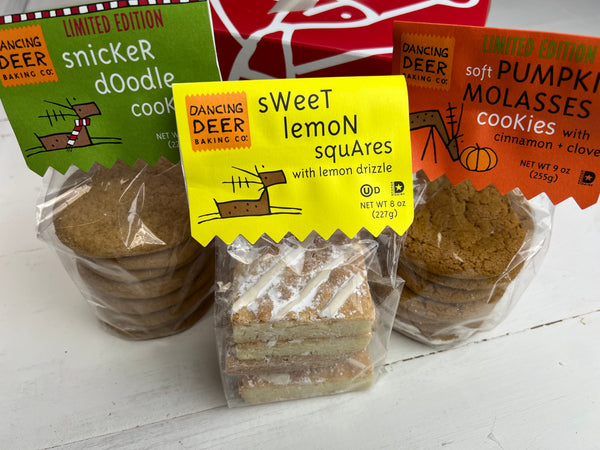 LIMITED EDITION
DANCING
DEER
BAKING CO.
snicKeR
dOodle
cooK
NET W
DANCING
DEER
BAKING CO.
sWeeT
lemoN
squAres
with lemon drizzle
U D
NET WT 8 oz
(227g)
LIMITED EDITION
DANCING
DEER
BAKING CO.
soft PUMPKI
MOLASSES
cooKies with
cinnamon + clove
NET WT 9 oz
(255g)